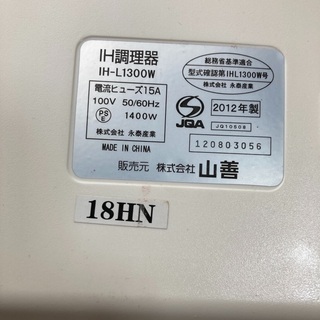 IH調理器
IH-L1300W
電流ヒューズ15A
100V 50/60Hz
1400W
PS
E
株式会社 永泰産業
MADE IN CHINA
総務省基準適合
型式確認第IHL1300W号
株式会社 永泰産業
JQA
2012年製
JQ10608
120803056
販売元 株式会社 山善
18HN